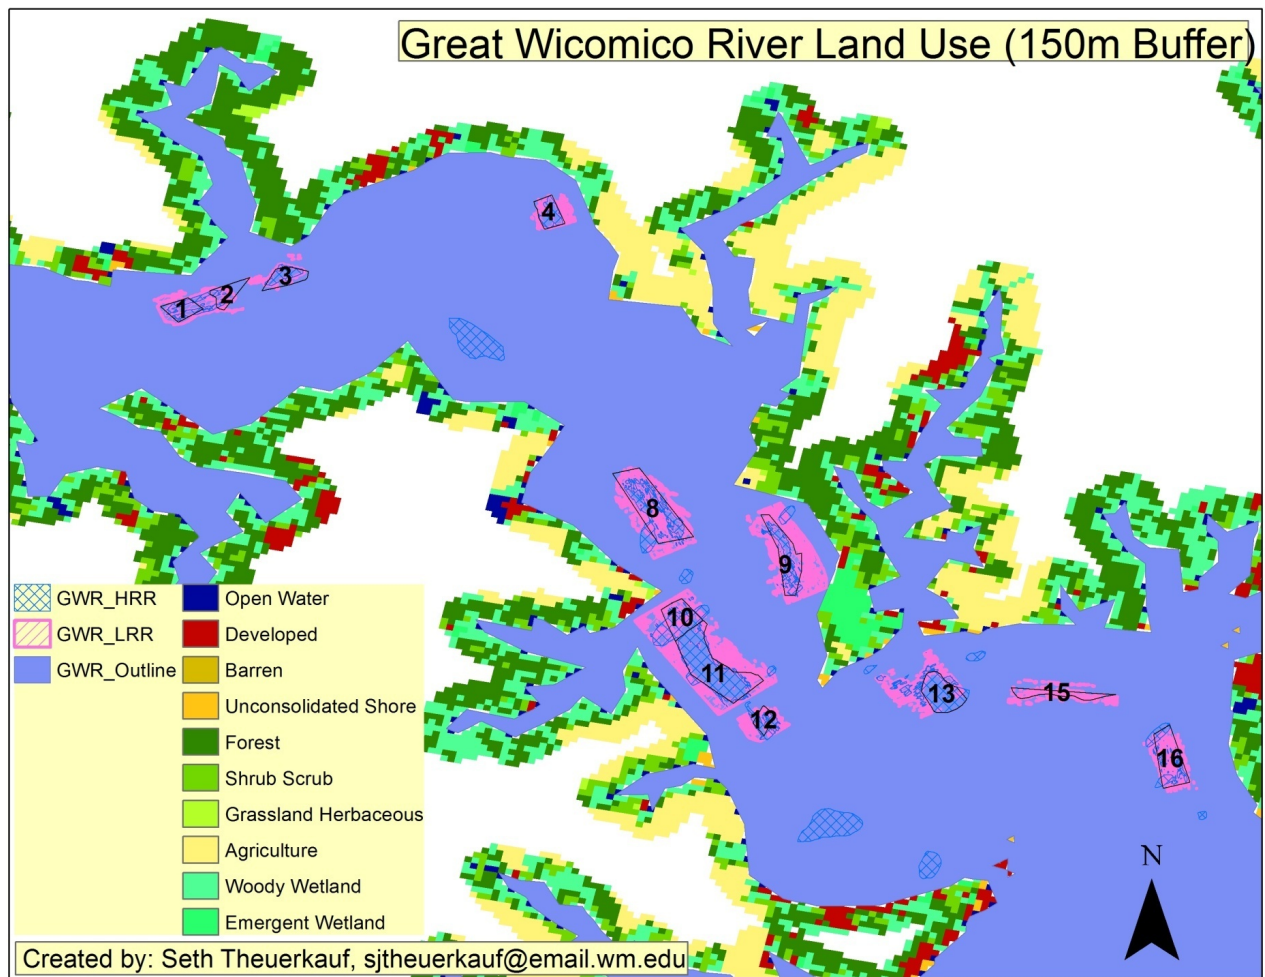 Great Wicomico River Land Use (150m Buffer)
4
3
2
1
8
9
10
11
12
13
15
16
GWR_HRR
GWR_LRR
GWR_Outline
Open Water
Developed
Barren
Unconsolidated Shore
Forest
Shrub Scrub
Grassland Herbaceous
Agriculture
Woody Wetland
Emergent Wetland
N
Created by: Seth Theuerkauf, sjtheuerkauf@email.wm.edu